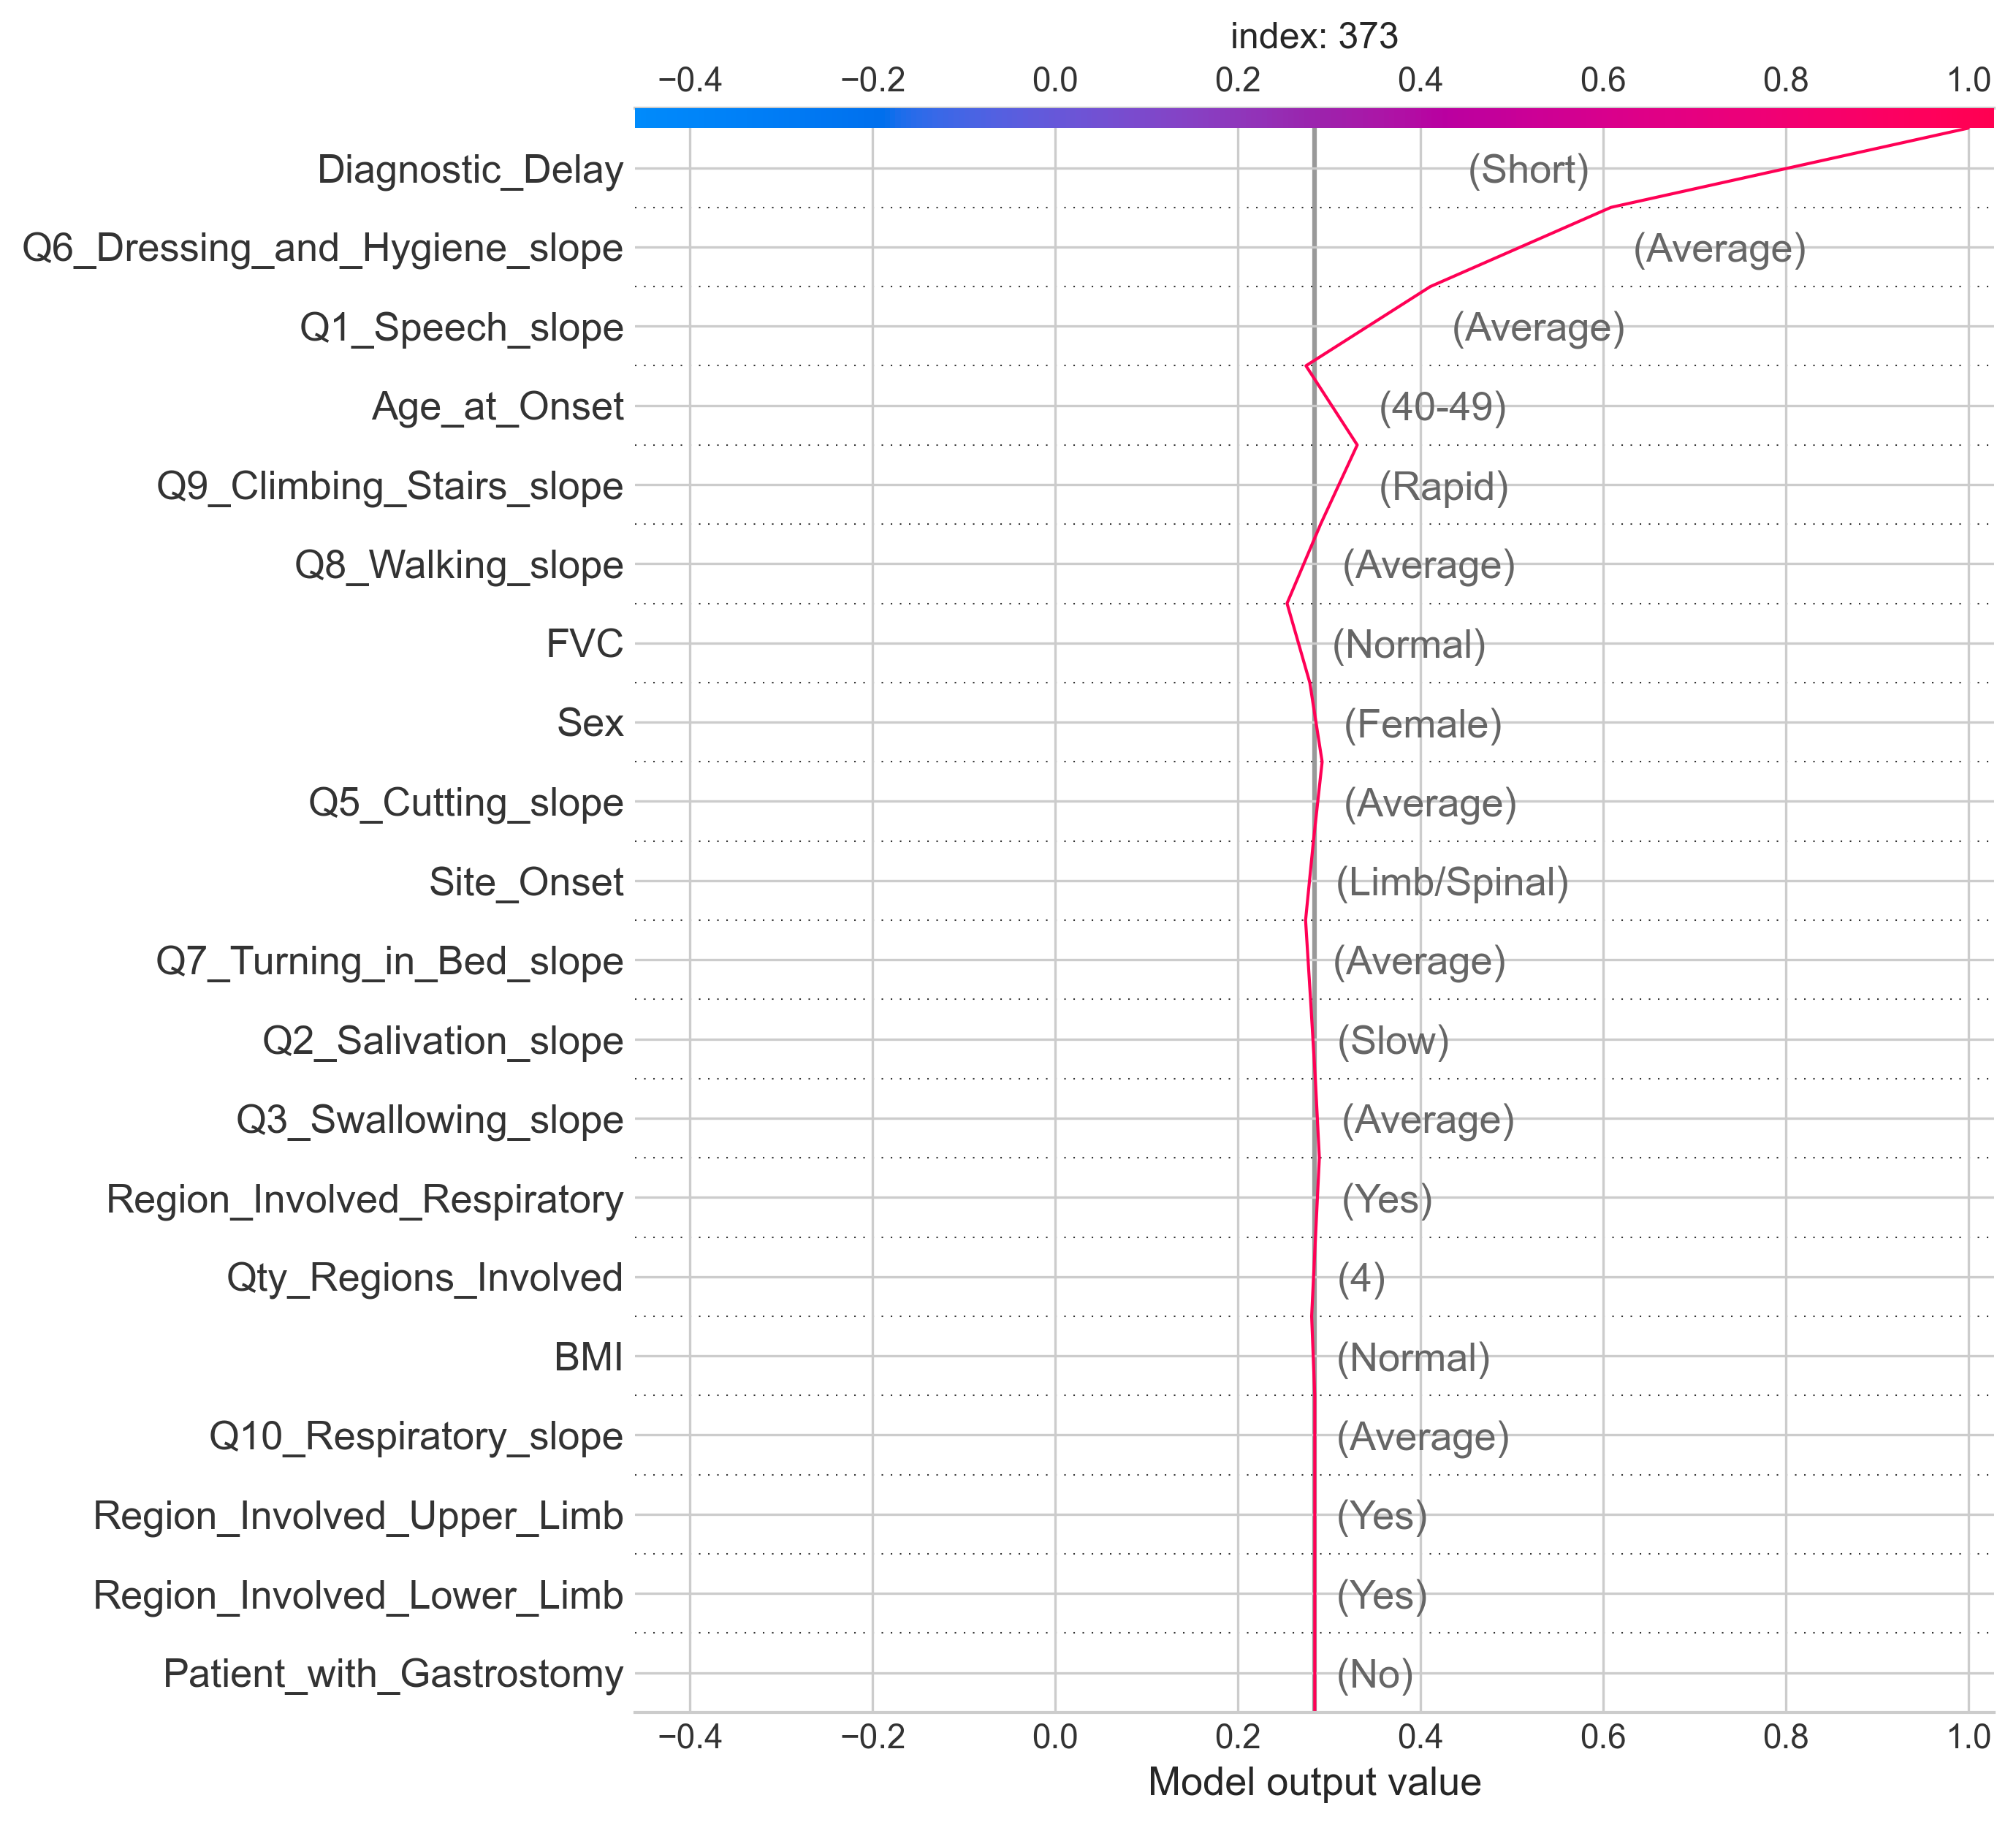 index: 373
−0.4 −0.2 0.0 0.2 0.4 0.6 0.8 1.0
Diagnostic_Delay (Short)
Q6_Dressing_and_Hygiene_slope (Average)
Q1_Speech_slope (Average)
Age_at_Onset (40-49)
Q9_Climbing_Stairs_slope (Rapid)
Q8_Walking_slope (Average)
FVC (Normal)
Sex (Female)
Q5_Cutting_slope (Average)
Site_Onset (Limb/Spinal)
Q7_Turning_in_Bed_slope (Average)
Q2_Salivation_slope (Slow)
Q3_Swallowing_slope (Average)
Region_Involved_Respiratory (Yes)
Qty_Regions_Involved (4)
BMI (Normal)
Q10_Respiratory_slope (Average)
Region_Involved_Upper_Limb (Yes)
Region_Involved_Lower_Limb (Yes)
Patient_with_Gastrostomy (No)
−0.4 −0.2 0.0 0.2 0.4 0.6 0.8 1.0
Model output value